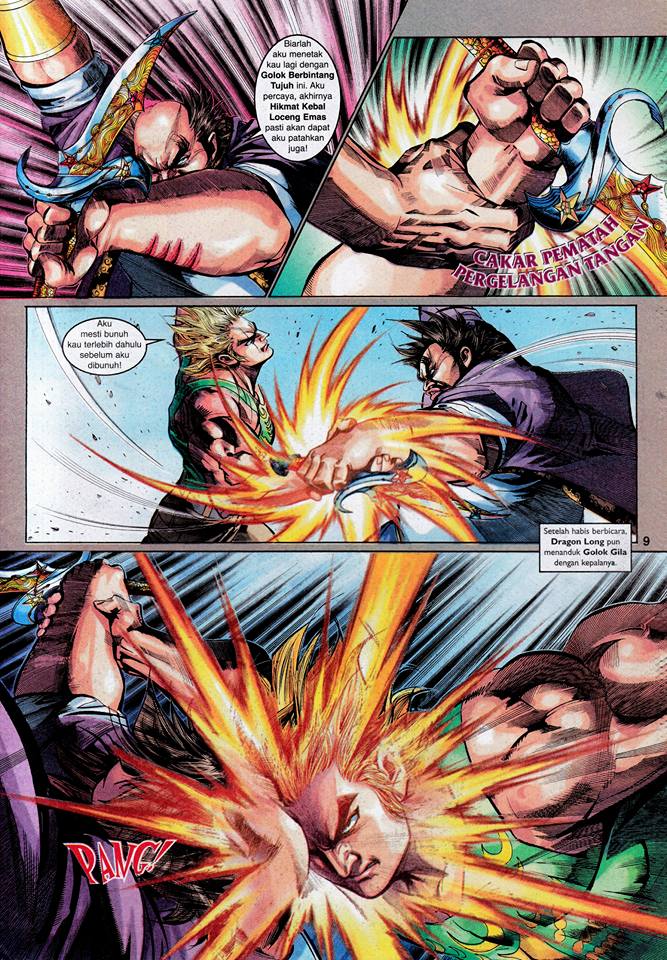 Biarlah
aku menetak
kau lagi dengan
Golok Berbintang
Tujuh ini. Aku
percaya, akhirnya
Hikmat Kebal
Loceng Emas
pasti akan dapat
aku patahkan
juga!
CAKAR PEMATAH
PERGELANGAN TANGAN
Aku
mesti bunuh
kau terlebih dahulu
sebelum aku
dibunuh!
Setelah habis berbicara,
Dragon Long pun
menanduk Golok Gila
dengan kepalanya.
9
PANG!